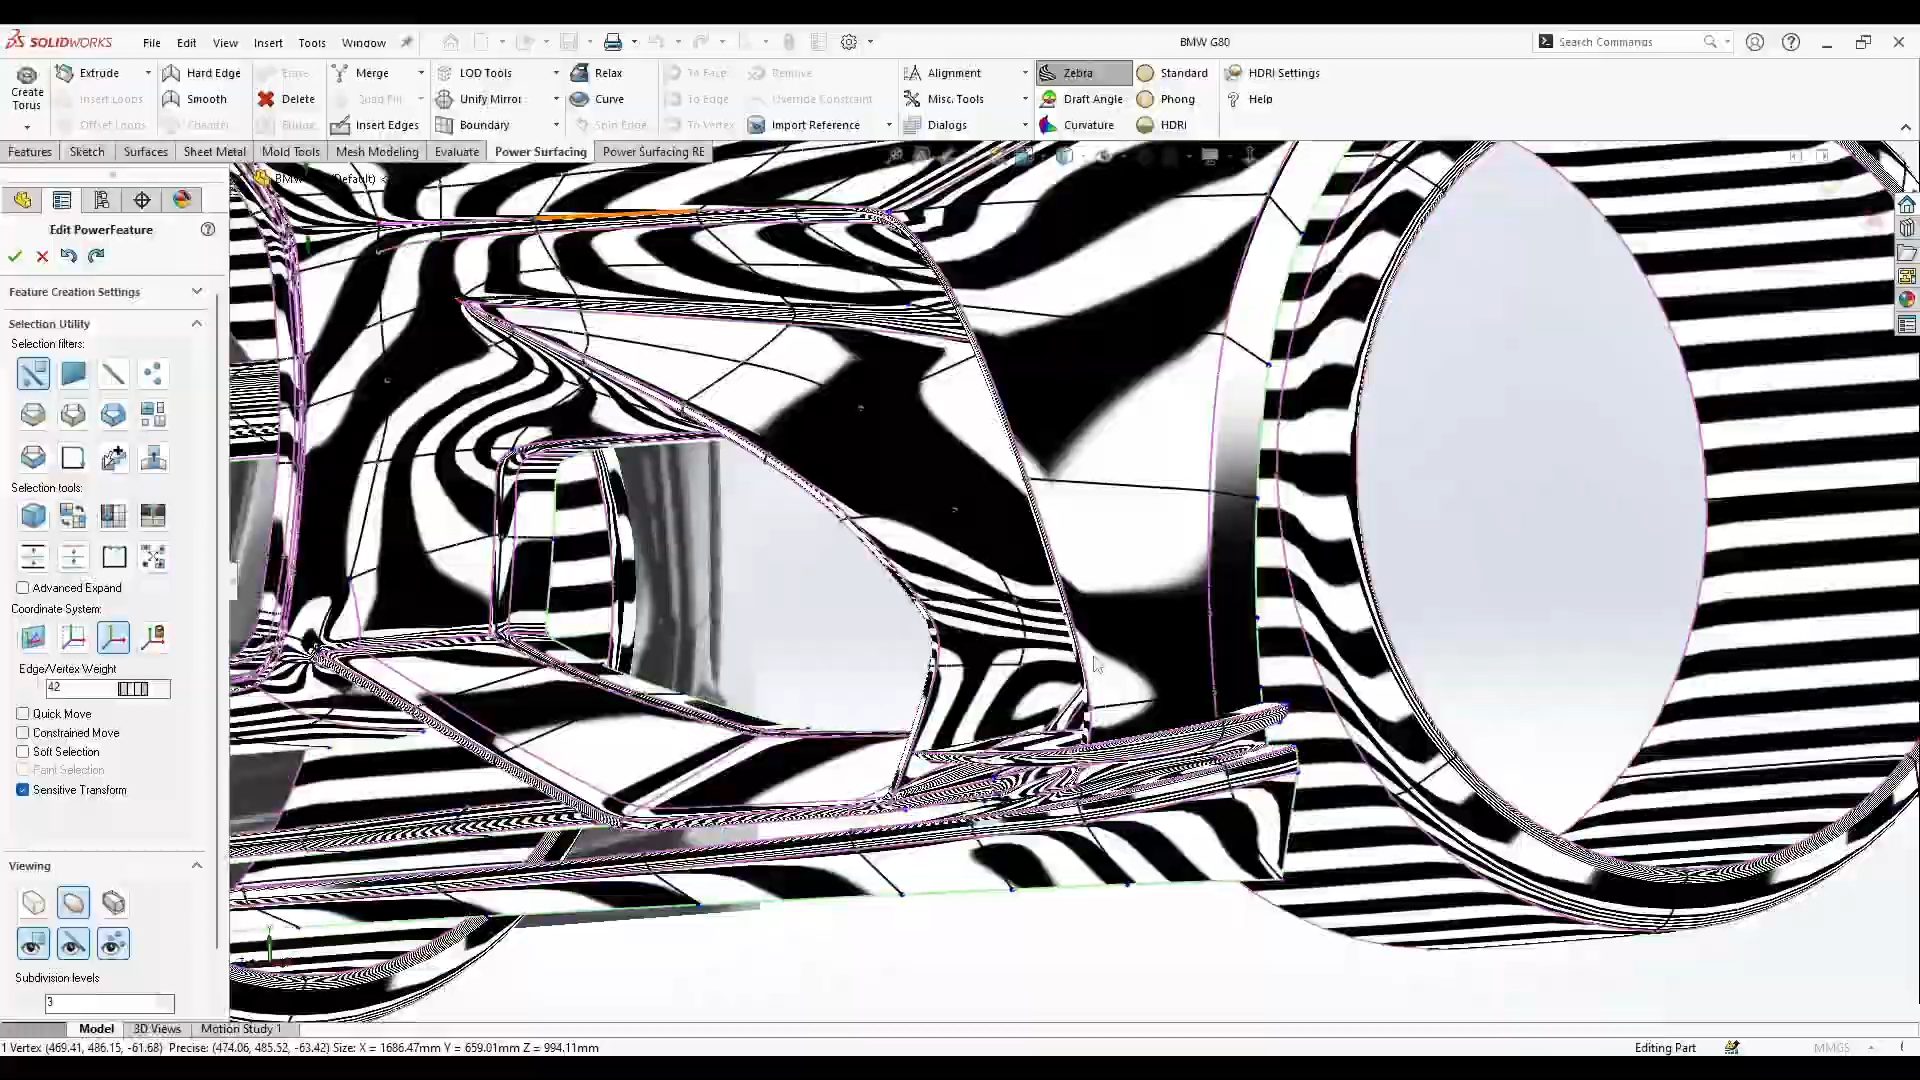 SOLIDWORKS File Edit View Insert Tools Window BMW G80 Search Commands
Create Torus
Extrude Hard Edge Erase Merge LOD Tools Relax To Face Remove Alignment Zebra Standard HDRI Settings
Insert Loops Smooth Delete Quad Fill Unify Mirror Curve To Edge Override Constraint Misc. Tools Draft Angle Phong Help
Offset Loops Chamfer Bridge Insert Edges Boundary Spin Edge To Vertex Import Reference Dialogs Curvature HDRI
Features Sketch Surfaces Sheet Metal Mold Tools Mesh Modeling Evaluate Power Surfacing Power Surfacing RE
Edit PowerFeature
Feature Creation Settings
Selection Utility
Selection filters:
Selection tools:
Advanced Expand
Coordinate System:
Edge/Vertex Weight
42
Quick Move
Constrained Move
Soft Selection
Paint Selection
Sensitive Transform
Viewing
Subdivision levels
3
Model 3D Views Motion Study 1
1 Vertex (469.41, 486.15, -61.68) Precise: (474.06, 485.52, -63.42) Size: X = 1686.47mm Y = 659.01mm Z = 994.11mm Editing Part MMGS